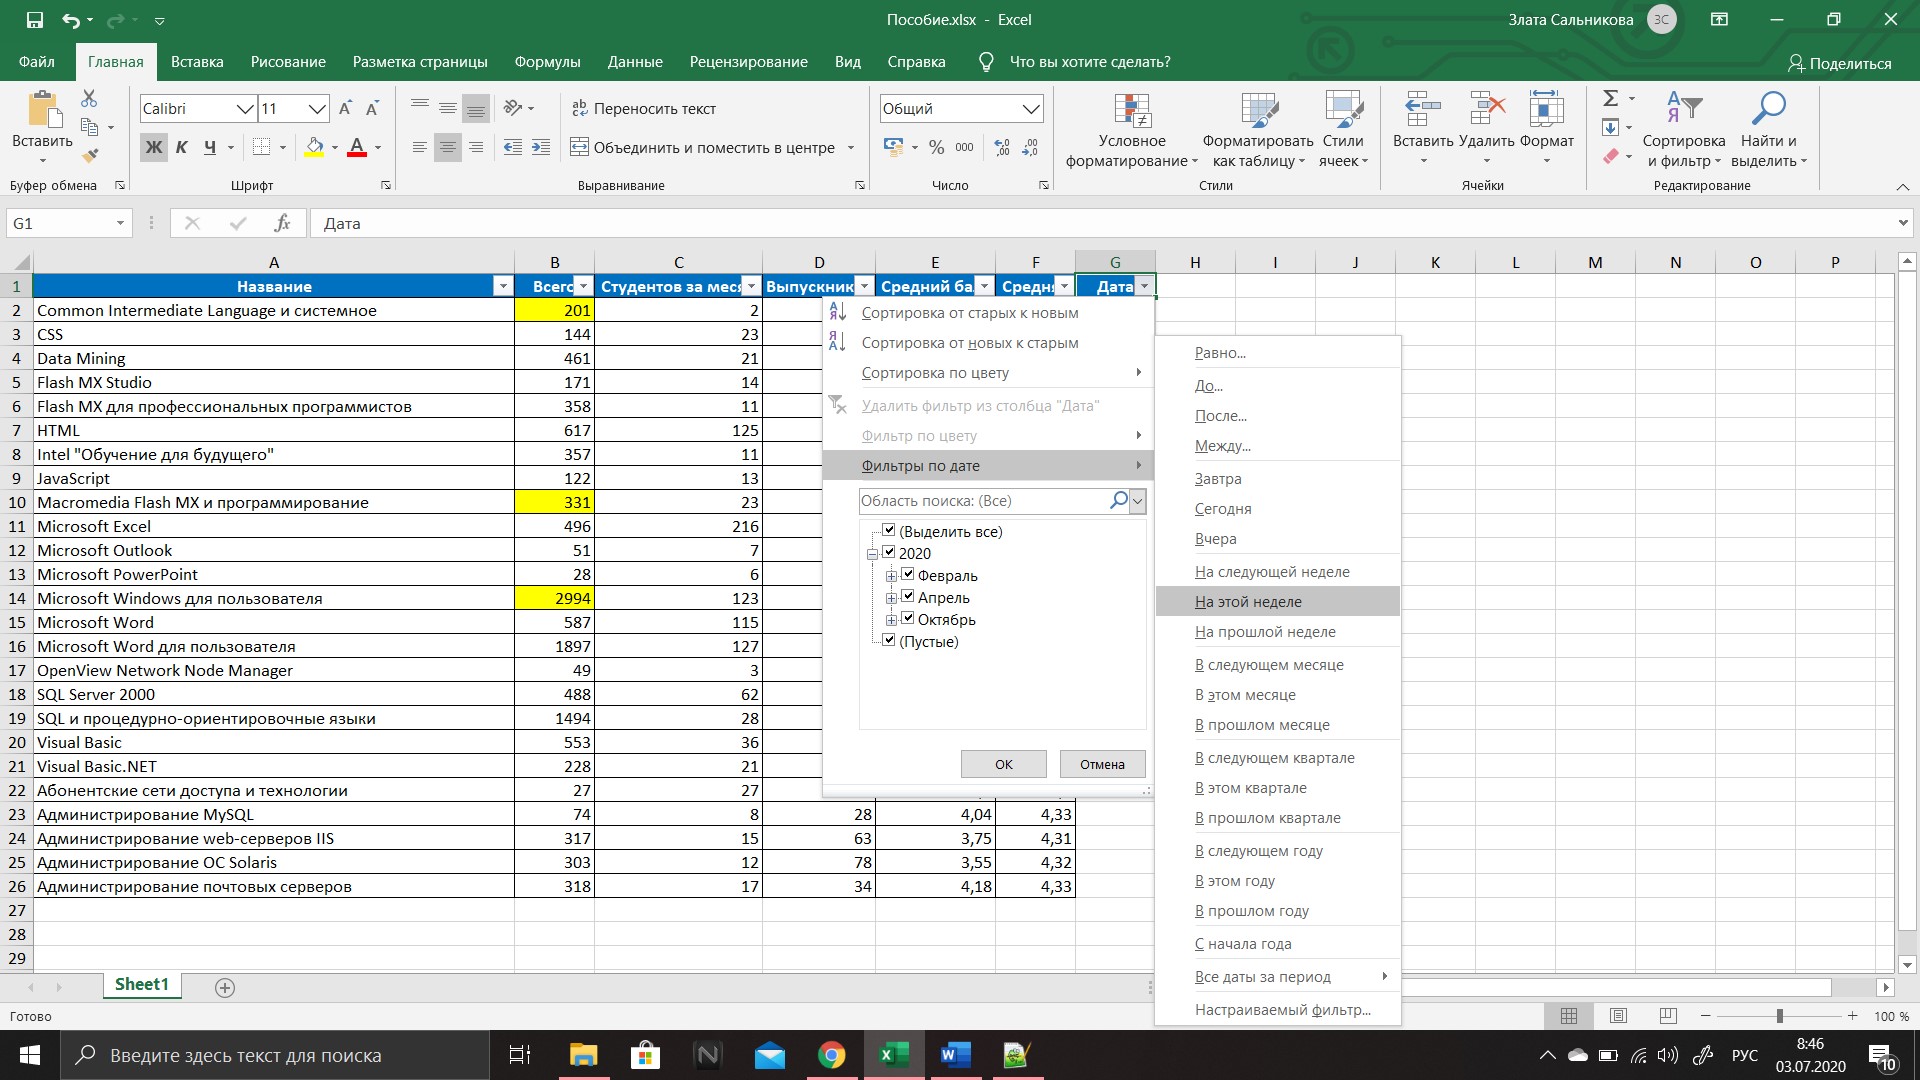 Пособие.xlsx - Excel
Злата Сальникова ЗС
Файл Главная Вставка Рисование Разметка страницы Формулы Данные Рецензирование Вид Справка Что вы хотите сделать? Поделиться
Calibri 11 Переносить текст Общий
Вставить Ж К Ч Объединить и поместить в центре % 000
Условное форматирование Форматировать как таблицу Стили ячеек Вставить Удалить Формат Сортировка и фильтр Найти и выделить
Буфер обмена Шрифт Выравнивание Число Стили Ячейки Редактирование
G1 fx Дата
A B C D E F G H I J K L M N O P
1 Название Всего Студентов за меся Выпускник Средний ба Средня Дата
2 Common Intermediate Language и системное 201 2
3 CSS 144 23
4 Data Mining 461 21
5 Flash MX Studio 171 14
6 Flash MX для профессиональных программистов 358 11
7 HTML 617 125
8 Intel "Обучение для будущего" 357 11
9 JavaScript 122 13
10 Macromedia Flash MX и программирование 331 23
11 Microsoft Excel 496 216
12 Microsoft Outlook 51 7
13 Microsoft PowerPoint 28 6
14 Microsoft Windows для пользователя 2994 123
15 Microsoft Word 587 115
16 Microsoft Word для пользователя 1897 127
17 OpenView Network Node Manager 49 3
18 SQL Server 2000 488 62
19 SQL и процедурно-ориентировочные языки 1494 28
20 Visual Basic 553 36
21 Visual Basic.NET 228 21
22 Абонентские сети доступа и технологии 27 27
23 Администрирование MySQL 74 8 28 4,04 4,33
24 Администрирование web-серверов IIS 317 15 63 3,75 4,31
25 Администрирование ОС Solaris 303 12 78 3,55 4,32
26 Администрирование почтовых серверов 318 17 34 4,18 4,33
27
28
29
Сортировка от старых к новым
Сортировка от новых к старым
Сортировка по цвету
Удалить фильтр из столбца "Дата"
Фильтр по цвету
Фильтры по дате
Область поиска: (Все)
(Выделить все)
2020
Февраль
Апрель
Октябрь
(Пустые)
ОК Отмена
Равно...
До...
После...
Между...
Завтра
Сегодня
Вчера
На следующей неделе
На этой неделе
На прошлой неделе
В следующем месяце
В этом месяце
В прошлом месяце
В следующем квартале
В этом квартале
В прошлом квартале
В следующем году
В этом году
В прошлом году
С начала года
Все даты за период
Настраиваемый фильтр...
Sheet1
Готово 100 %
Введите здесь текст для поиска
РУС
8:46
03.07.2020
10